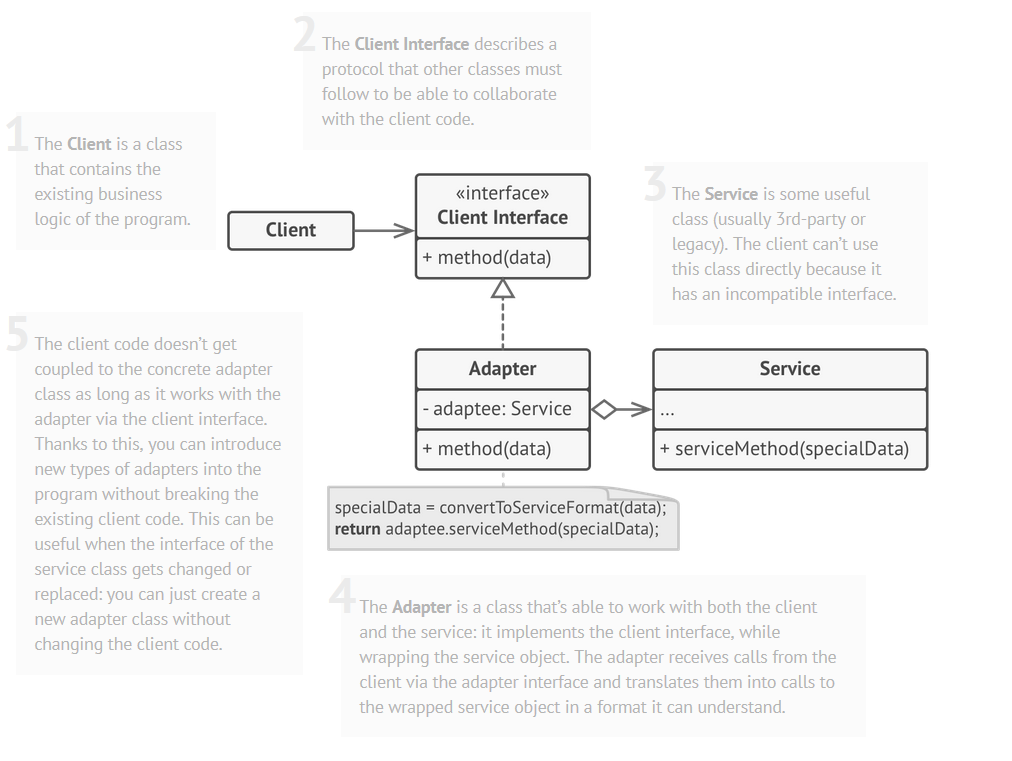 2
The Client Interface describes a
protocol that other classes must
follow to be able to collaborate
with the client code.
1
The Client is a class
that contains the
existing business
logic of the program.
Client
«interface»
Client Interface
+ method(data)
3
The Service is some useful
class (usually 3rd-party or
legacy). The client can’t use
this class directly because it
has an incompatible interface.
5
The client code doesn’t get
coupled to the concrete adapter
class as long as it works with the
adapter via the client interface.
Thanks to this, you can introduce
new types of adapters into the
program without breaking the
existing client code. This can be
useful when the interface of the
service class gets changed or
replaced: you can just create a
new adapter class without
changing the client code.
Adapter
- adaptee: Service
+ method(data)
Service
...
+ serviceMethod(specialData)
specialData = convertToServiceFormat(data);
return adaptee.serviceMethod(specialData);
4
The Adapter is a class that’s able to work with both the client
and the service: it implements the client interface, while
wrapping the service object. The adapter receives calls from the
client via the adapter interface and translates them into calls to
the wrapped service object in a format it can understand.